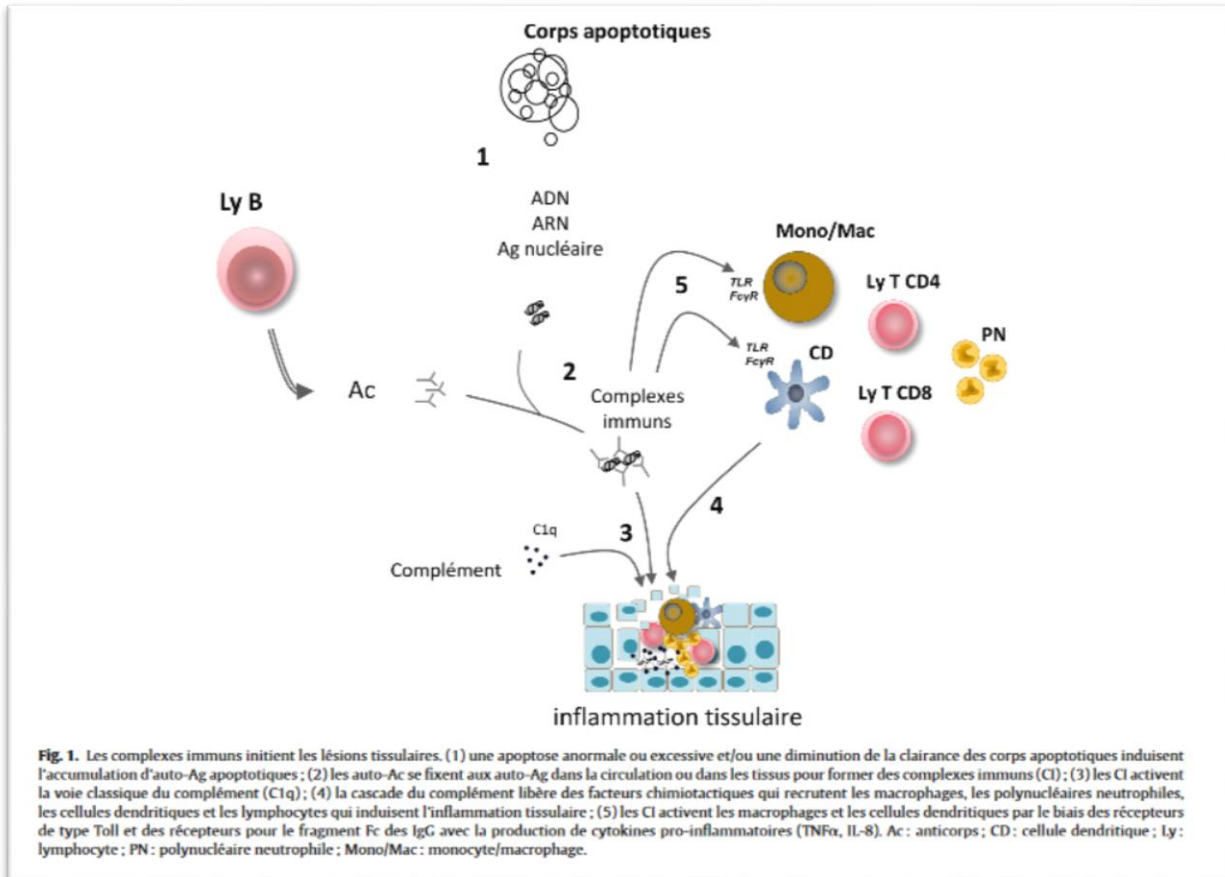 Corps apoptotiques
1
Ly B
ADN
ARN
Ag nucléaire
Mono/Mac
5
TLR
FcγR
Ly T CD4
TLR
FcγR
CD
PN
2
Ac
Complexes
immuns
Ly T CD8
4
3
C1q
Complément
inflammation tissulaire
Fig. 1. Les complexes immuns initient les lésions tissulaires. (1) une apoptose anormale ou excessive et/ou une diminution de la clairance des corps apoptotiques induisent
l'accumulation d'auto-Ag apoptotiques ; (2) les auto-Ac se fixent aux auto-Ag dans la circulation ou dans les tissus pour former des complexes immuns (CI) ; (3) les CI activent
la voie classique du complément (C1q) ; (4) la cascade du complément libère des facteurs chimiotactiques qui recrutent les macrophages, les polynucléaires neutrophiles,
les cellules dendritiques et les lymphocytes qui induisent l'inflammation tissulaire ; (5) les CI activent les macrophages et les cellules dendritiques par le biais des récepteurs
de type Toll et des récepteurs pour le fragment Fc des IgG avec la production de cytokines pro-inflammatoires (TNFα, IL-8). Ac : anticorps ; CD : cellule dendritique ; Ly :
lymphocyte ; PN : polynucléaire neutrophile ; Mono/Mac : monocyte/macrophage.